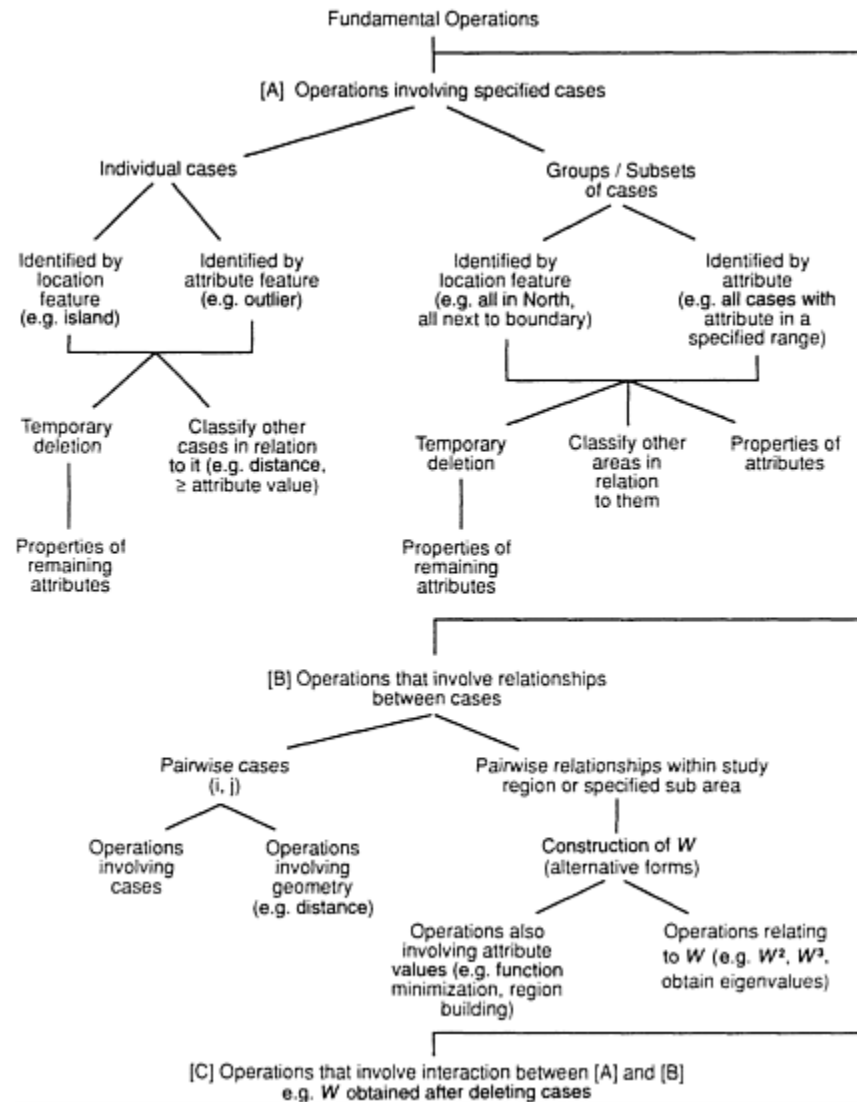 Fundamental Operations
[A] Operations involving specified cases
Individual cases
Groups / Subsets
of cases
Identified by
location
feature
(e.g. island)
Identified by
attribute feature
(e.g. outlier)
Identified by
location feature
(e.g. all in North,
all next to boundary)
Identified by
attribute
(e.g. all cases with
attribute in a
specified range)
Temporary
deletion
Classify other
cases in relation
to it (e.g. distance,
≥ attribute value)
Temporary
deletion
Classify other
areas in
relation
to them
Properties of
attributes
Properties of
remaining
attributes
Properties of
remaining
attributes
[B] Operations that involve relationships
between cases
Pairwise cases
(i, j)
Pairwise relationships within study
region or specified sub area
Operations
involving
cases
Operations
involving
geometry
(e.g. distance)
Construction of W
(alternative forms)
Operations also
involving attribute
values (e.g. function
minimization, region
building)
Operations relating
to W (e.g. W², W³,
obtain eigenvalues)
[C] Operations that involve interaction between [A] and [B]
e.g. W obtained after deleting cases